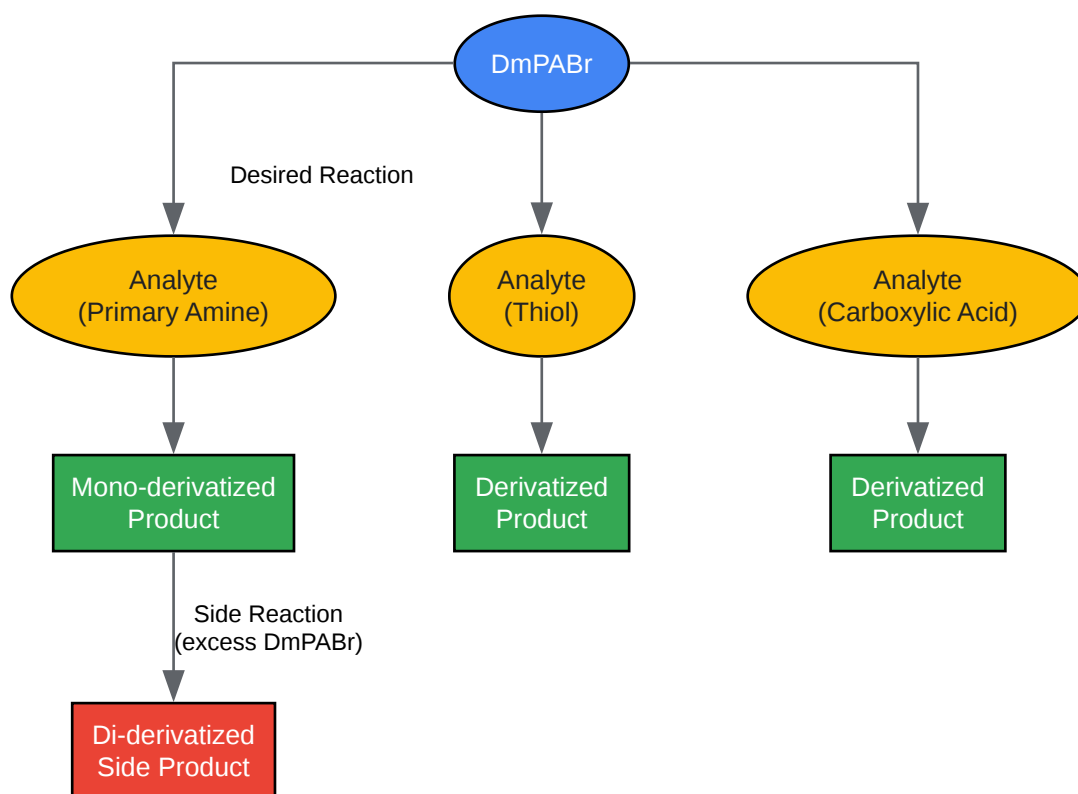 DmPABr
Desired Reaction
Analyte
(Primary Amine)
Analyte
(Thiol)
Analyte
(Carboxylic Acid)
Mono-derivatized
Product
Derivatized
Product
Derivatized
Product
Side Reaction
(excess DmPABr)
Di-derivatized
Side Product